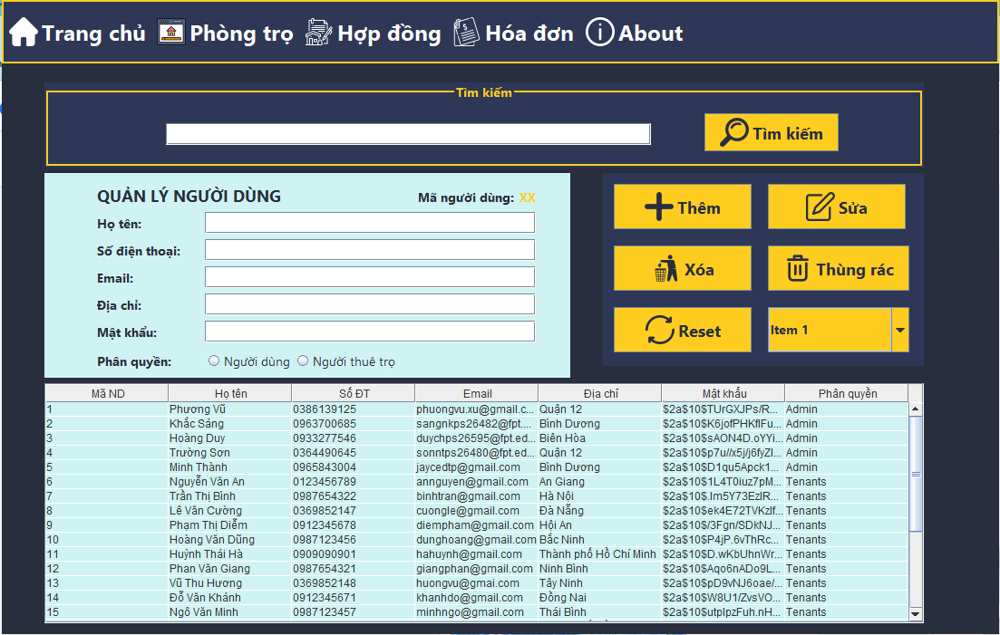 Trang chủ Phòng trọ Hợp đồng Hóa đơn About
Tìm kiếm
Tìm kiếm
QUẢN LÝ NGƯỜI DÙNG Mã người dùng: XX
Họ tên:
Số điện thoại:
Email:
Địa chỉ:
Mật khẩu:
Phân quyền: Người dùng Người thuê trọ
Thêm Sửa
Xóa Thùng rác
Reset Item 1
Mã ND Họ tên Số ĐT Email Địa chỉ Mật khẩu Phân quyền
1 Phương Vũ 0386139125 phuongvu.xu@gmail.c... Quận 12 $2a$10$TUrGXJPs/R... Admin
2 Khắc Sáng 0963700685 sangnkps26482@fpt.... Bình Dương $2a$10$K6jofPHKflFu... Admin
3 Hoàng Duy 0933277546 duychps26595@fpt.ed... Biên Hòa $2a$10$sAON4D.oYYi... Admin
4 Trường Sơn 0364490645 sonntps26480@fpt.ed... Quận 12 $2a$10$p7u//x5j/j6fyZl... Admin
5 Minh Thành 0965843004 jaycedtp@gmail.com Bình Dương $2a$10$D1qu5Apck1... Admin
6 Nguyễn Văn An 0123456789 annguyen@gmail.com An Giang $2a$10$1L4T0iuz7pM... Tenants
7 Trần Thị Bình 0987654322 binhtran@gmail.com Hà Nội $2a$10$.Im5Y73EzlR... Tenants
8 Lê Văn Cường 0369852147 cuongle@gmail.com Đà Nẵng $2a$10$ek4E72TVKzlf... Tenants
9 Phạm Thị Diễm 0912345678 diempham@gmail.com Hội An $2a$10$/3Fgn/SDkNJ... Tenants
10 Hoàng Văn Dũng 0987123456 dunghoang@gmail.com Bắc Ninh $2a$10$P4jP.6vThRc... Tenants
11 Huỳnh Thái Hà 0909090901 hahuynh@gmail.com Thành phố Hồ Chí Minh $2a$10$D.wKbUhnWr... Tenants
12 Phan Văn Giang 0987654321 giangphan@gmail.com Ninh Bình $2a$10$Aqo6nADo9L... Tenants
13 Vũ Thu Hương 0369852148 huongvu@gmai.com Tây Ninh $2a$10$pD9vNJ6oae/... Tenants
14 Đỗ Văn Khánh 0912345671 khanhdo@gmail.com Đồng Nai $2a$10$W8U1/ZvsVO... Tenants
15 Ngô Văn Minh 0987123457 minhngo@gmail.com Thái Bình $2a$10$utpIpzFuh.nH... Tenants